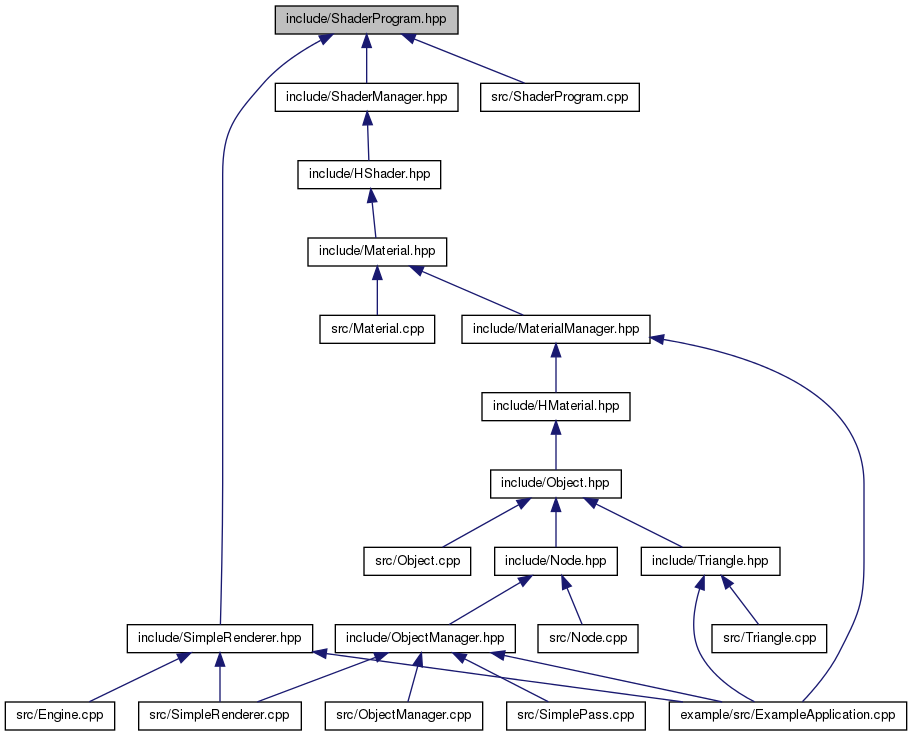 include/ShaderProgram.hpp
include/ShaderManager.hpp
src/ShaderProgram.cpp
include/HShader.hpp
include/Material.hpp
src/Material.cpp
include/MaterialManager.hpp
include/HMaterial.hpp
include/Object.hpp
src/Object.cpp
include/Node.hpp
include/Triangle.hpp
include/SimpleRenderer.hpp
include/ObjectManager.hpp
src/Node.cpp
src/Triangle.cpp
src/Engine.cpp
src/SimpleRenderer.cpp
src/ObjectManager.cpp
src/SimplePass.cpp
example/src/ExampleApplication.cpp